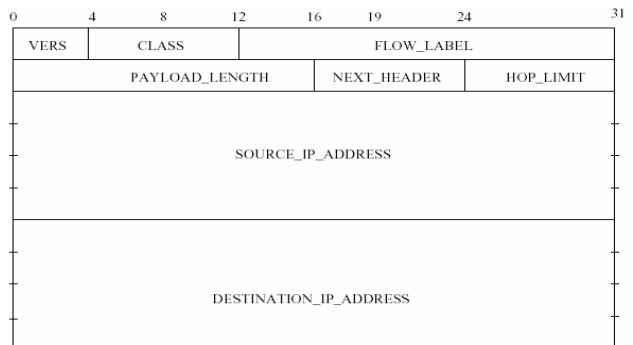 0 4 8 12 16 19 24 31
VERS CLASS FLOW_LABEL
PAYLOAD_LENGTH NEXT_HEADER HOP_LIMIT
SOURCE_IP_ADDRESS
DESTINATION_IP_ADDRESS